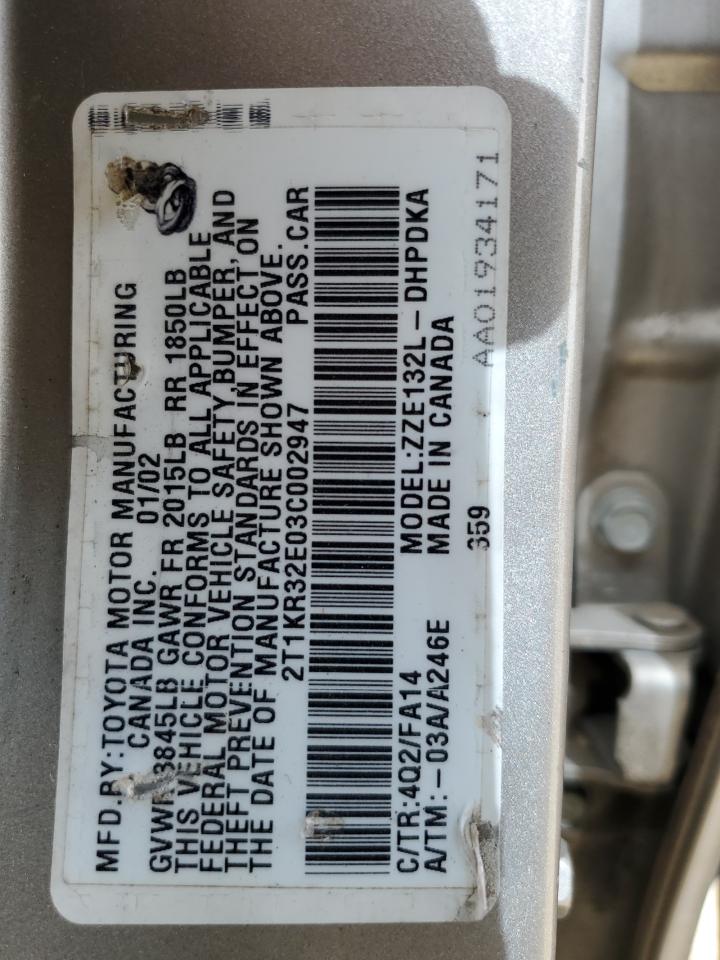 MFD.BY:TOYOTA MOTOR MANUFACTURING
CANADA INC. 01/02
GVWR 3845LB GAWR FR 2015LB RR 1850LB
THIS VEHICLE CONFORMS TO ALL APPLICABLE
FEDERAL MOTOR VEHICLE SAFETY,BUMPER, AND
THEFT PREVENTION STANDARDS IN EFFECT ON
THE DATE OF MANUFACTURE SHOWN ABOVE.
2T1KR32E03C002947 PASS.CAR
C/TR:4Q2/FA14 MODEL:ZZE132L-DHPDKA
A/TM:-03A/A246E MADE IN CANADA
359 AA01934171